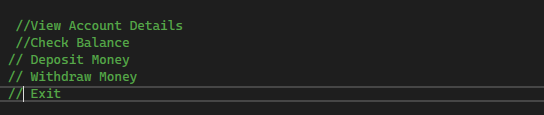 //View Account Details
//Check Balance
// Deposit Money
// Withdraw Money
// Exit